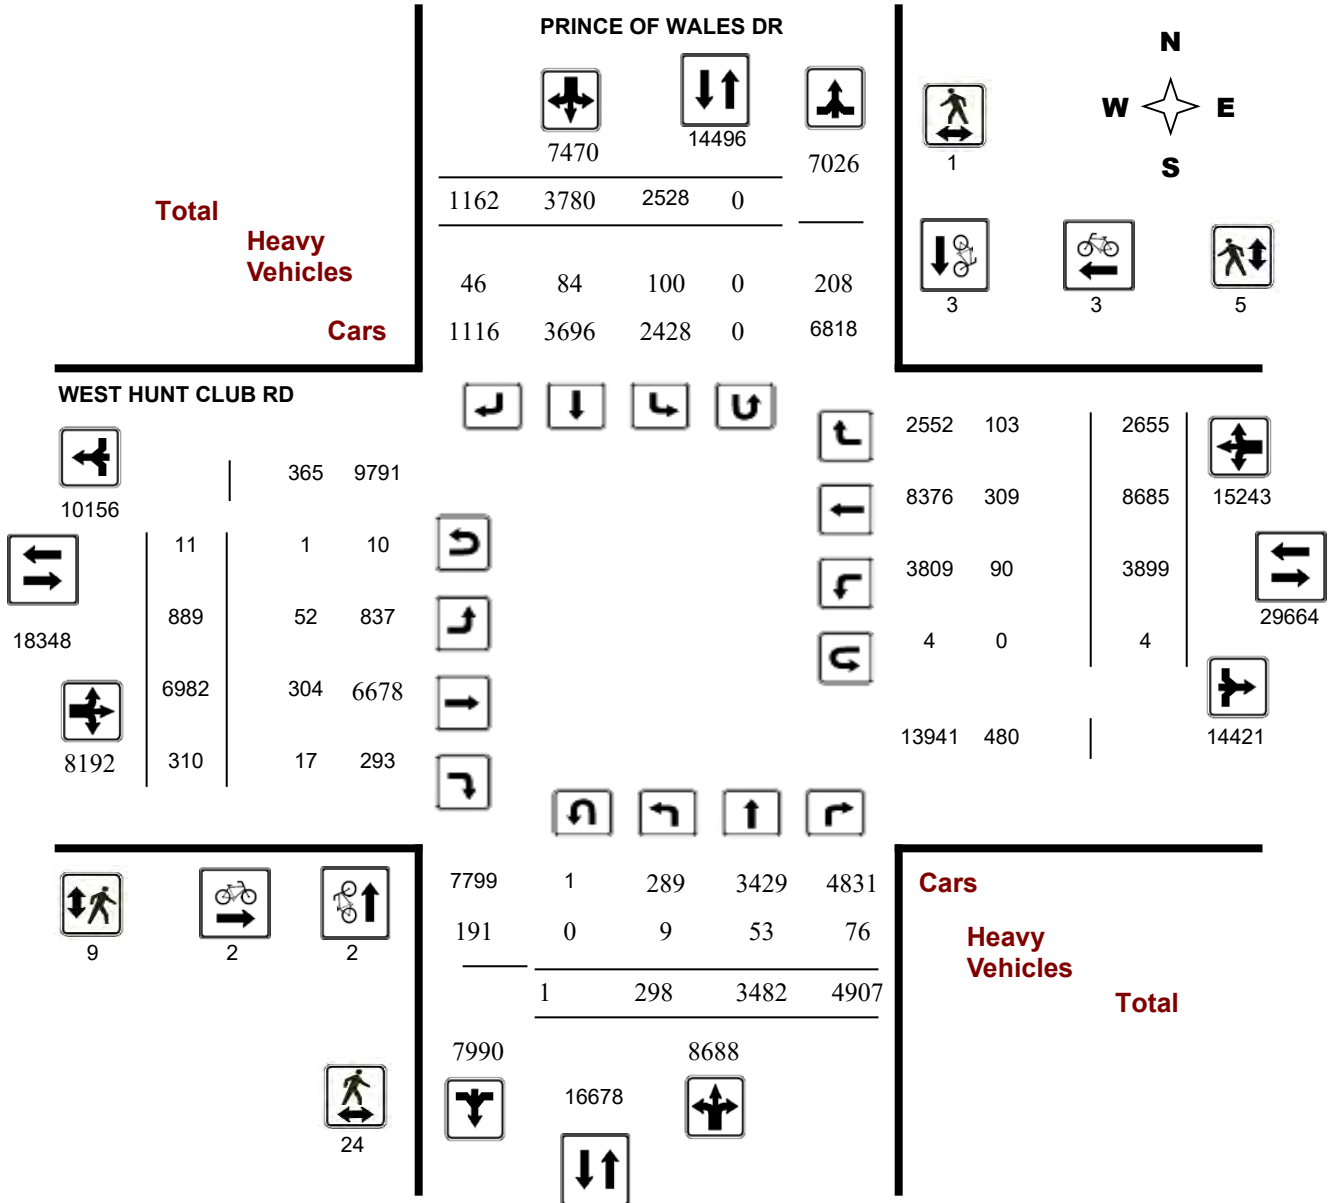 PRINCE OF WALES DR
N
W E
S
7470 14496 7026 1
1162 3780 2528 0
Total
Heavy
Vehicles
46 84 100 0 208
3 3 5
Cars 1116 3696 2428 0 6818
WEST HUNT CLUB RD
2552 103 2655
365 9791
10156
8376 309 8685 15243
11 1 10
3809 90 3899
889 52 837
29664
18348
4 0 4
6982 304 6678
13941 480 14421
8192 310 17 293
7799 1 289 3429 4831 Cars
191 0 9 53 76
9 2 2
Heavy
Vehicles
1 298 3482 4907 Total
7990 8688
16678
24